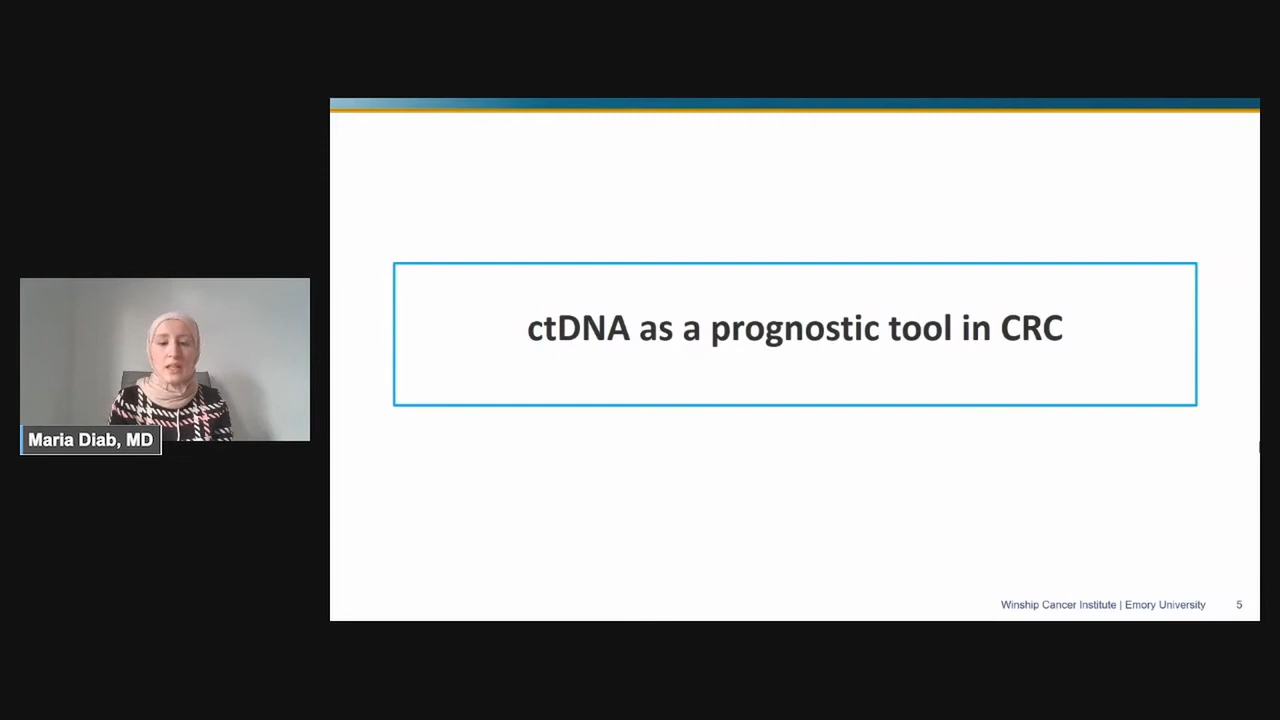 ctDNA as a prognostic tool in CRC
Maria Diab, MD
Winship Cancer Institute | Emory University 5